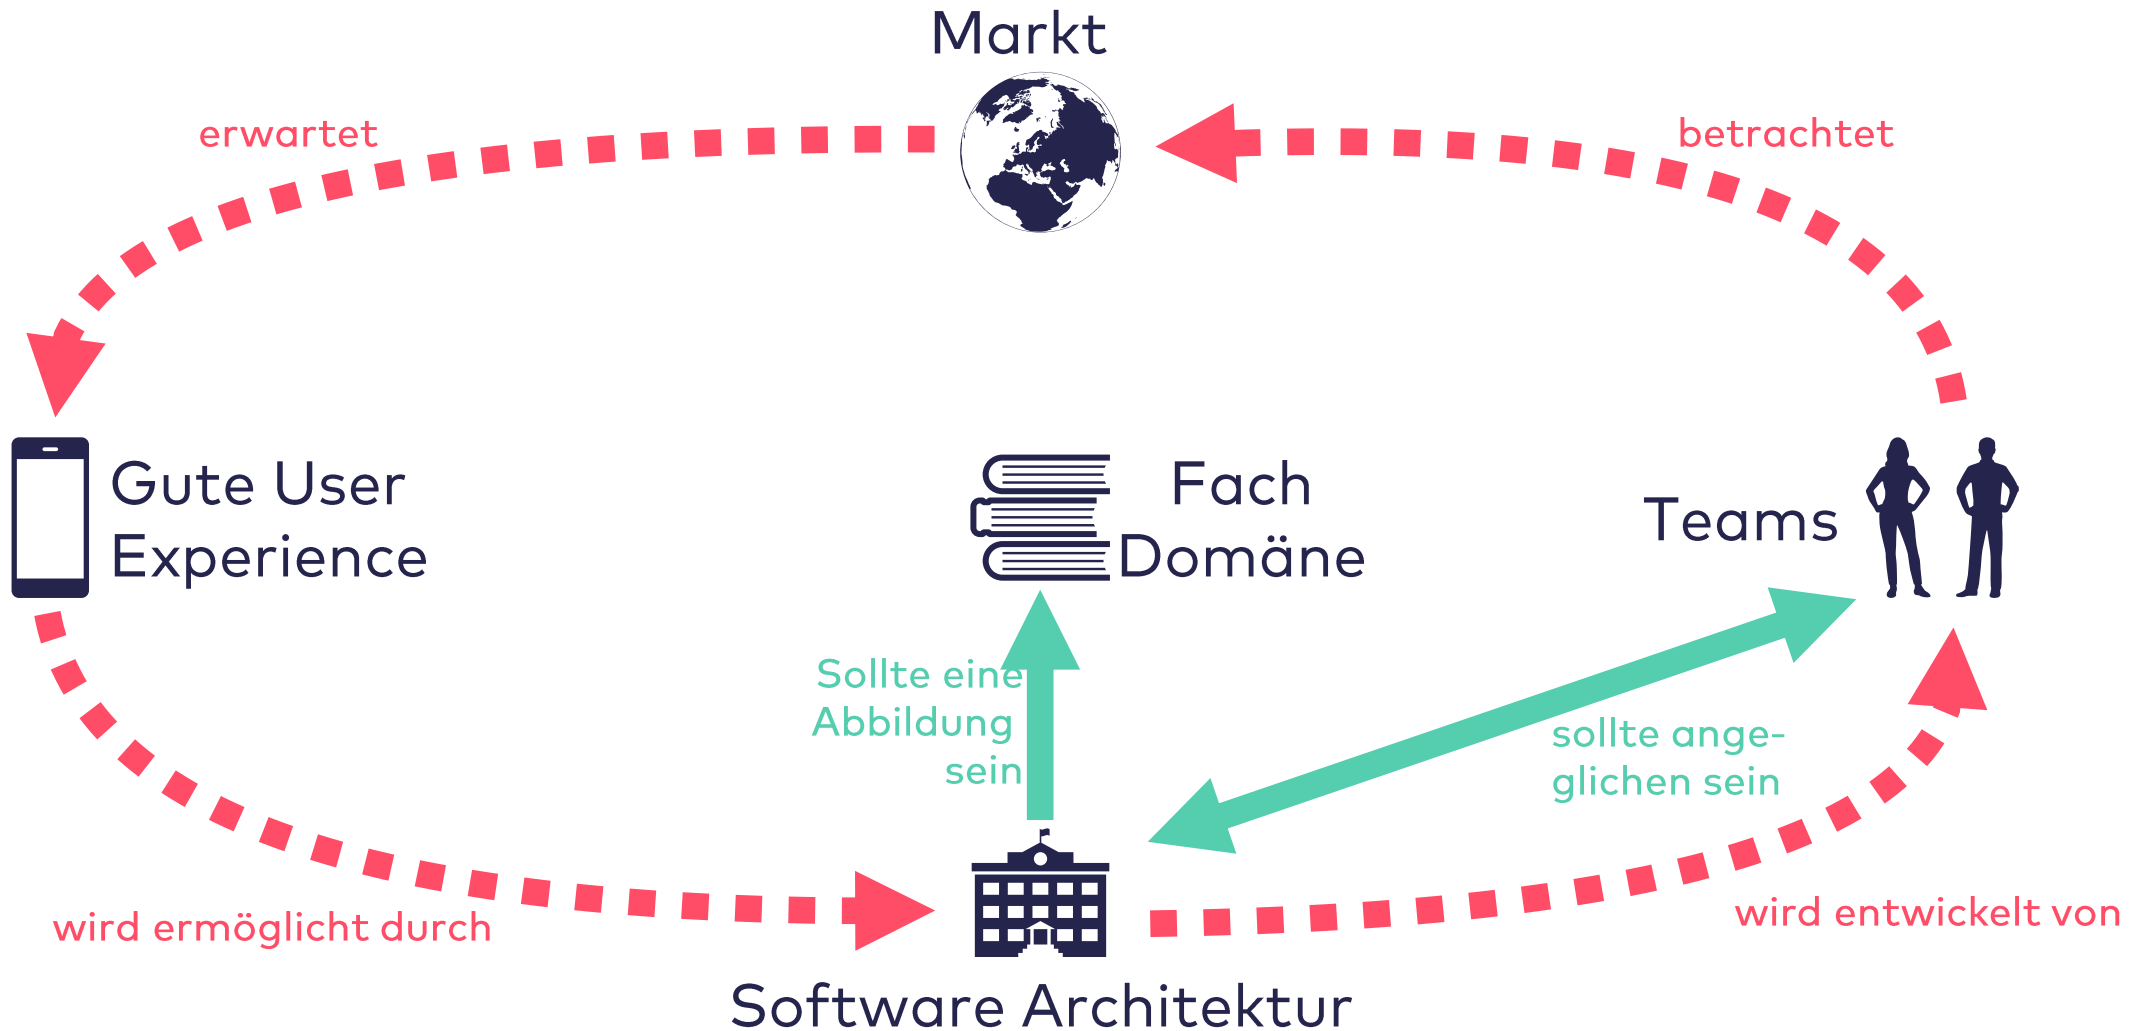 Markt
erwartet
betrachtet
Gute User
Experience
Fach
Domäne
Teams
Sollte eine
Abbildung
sein
sollte ange-
glichen sein
wird ermöglicht durch
wird entwickelt von
Software Architektur